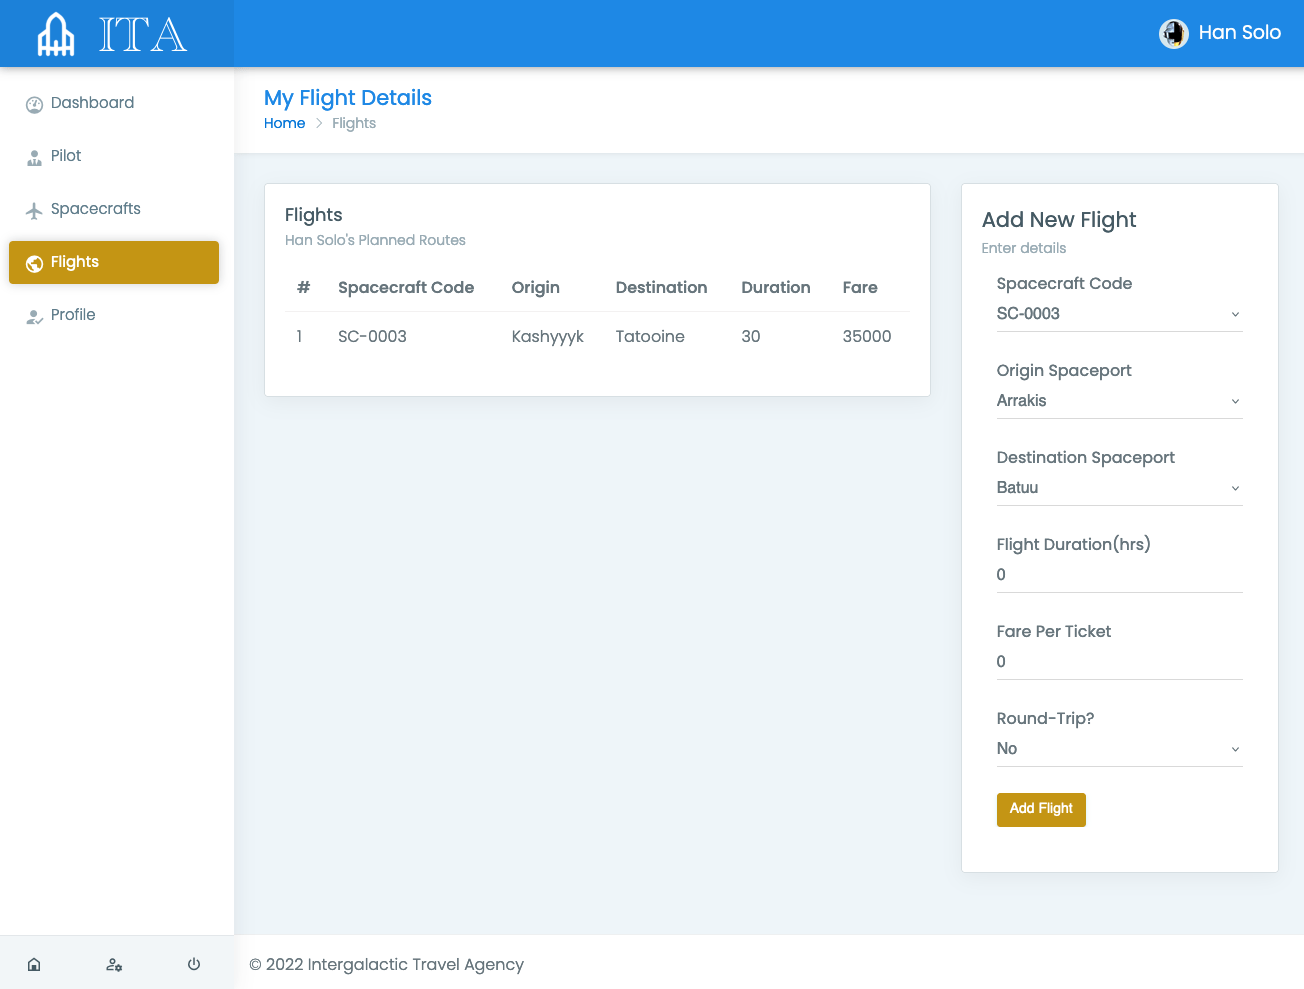 ITA
Han Solo
Dashboard
Pilot
Spacecrafts
Flights
Profile
My Flight Details
Home > Flights
Flights
Han Solo's Planned Routes
# Spacecraft Code Origin Destination Duration Fare
1 SC-0003 Kashyyyk Tatooine 30 35000
Add New Flight
Enter details
Spacecraft Code
SC-0003
Origin Spaceport
Arrakis
Destination Spaceport
Batuu
Flight Duration(hrs)
0
Fare Per Ticket
0
Round-Trip?
No
Add Flight
© 2022 Intergalactic Travel Agency